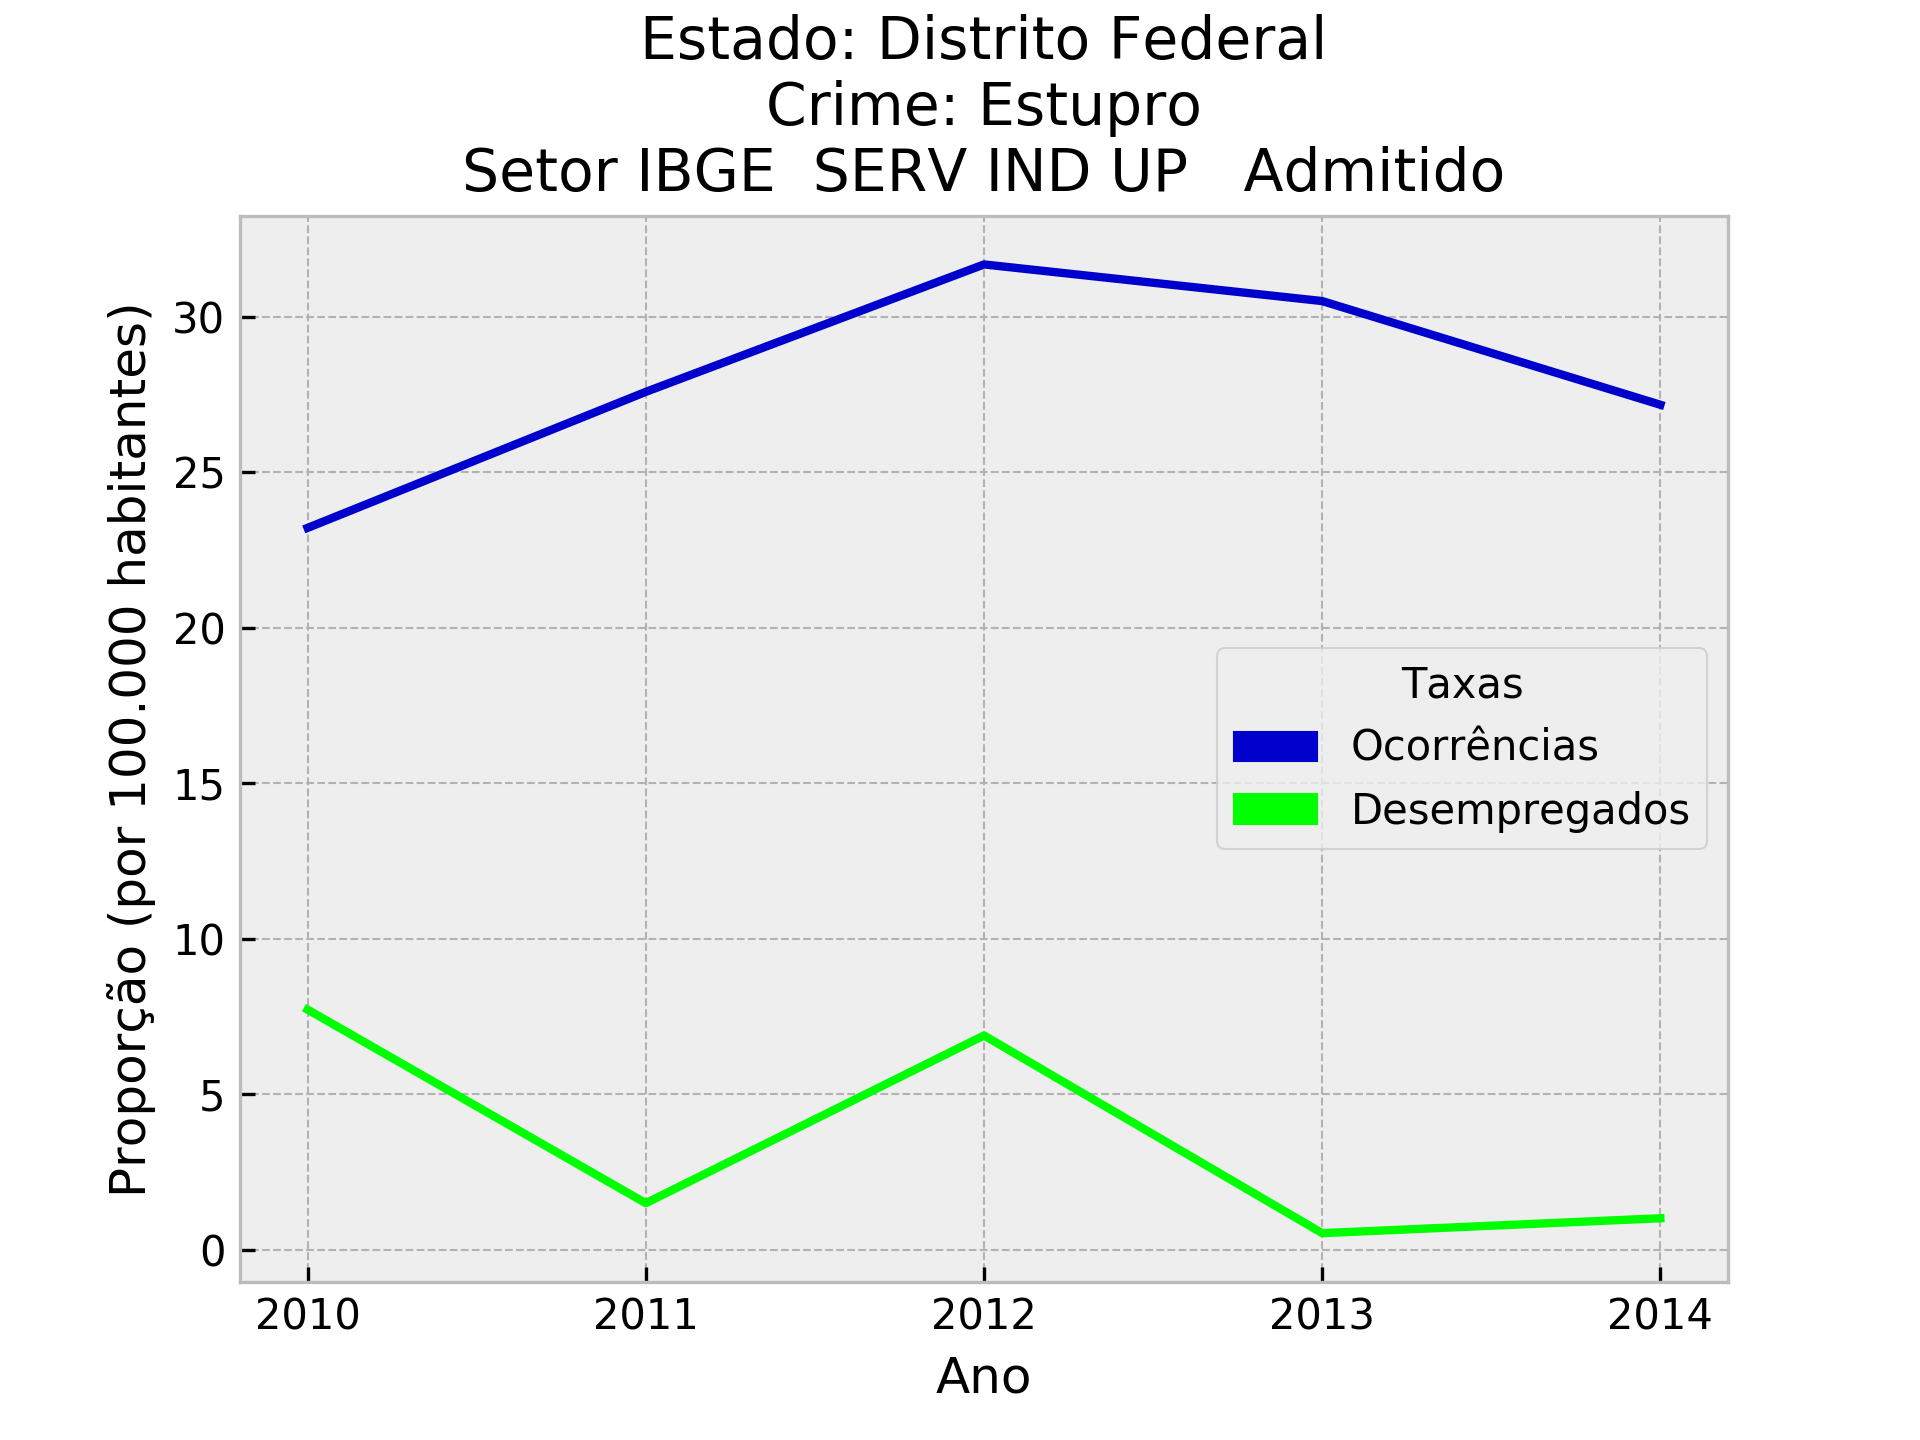 Estado: Distrito Federal
Crime: Estupro
Setor IBGE  SERV IND UP   Admitido
Proporção (por 100.000 habitantes)
30
25
20
15
10
5
0
Taxas
Ocorrências
Desempregados
2010 2011 2012 2013 2014
Ano